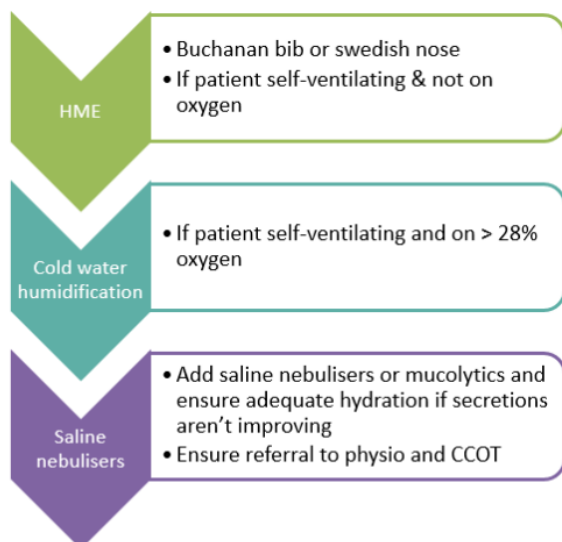 HME
• Buchanan bib or swedish nose
• If patient self-ventilating & not on
oxygen
Cold water
humidification
• If patient self-ventilating and on > 28%
oxygen
Saline
nebulisers
• Add saline nebulisers or mucolytics and
ensure adequate hydration if secretions
aren't improving
• Ensure referral to physio and CCOT